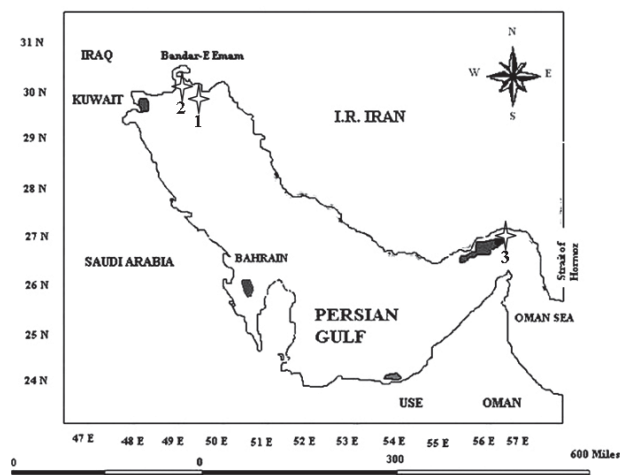 31 N
IRAQ
Bandar-E Emam
N
W
E
S
30 N
KUWAIT
2
1
I.R. IRAN
29 N
28 N
27 N
SAUDI ARABIA
BAHRAIN
3
Strait of
Hormoz
26 N
PERSIAN
GULF
OMAN SEA
25 N
24 N
USE
OMAN
47 E 48 E 49 E 50 E 51 E 52 E 53 E 54 E 55 E 56 E 57 E
0 0 300 600 Miles